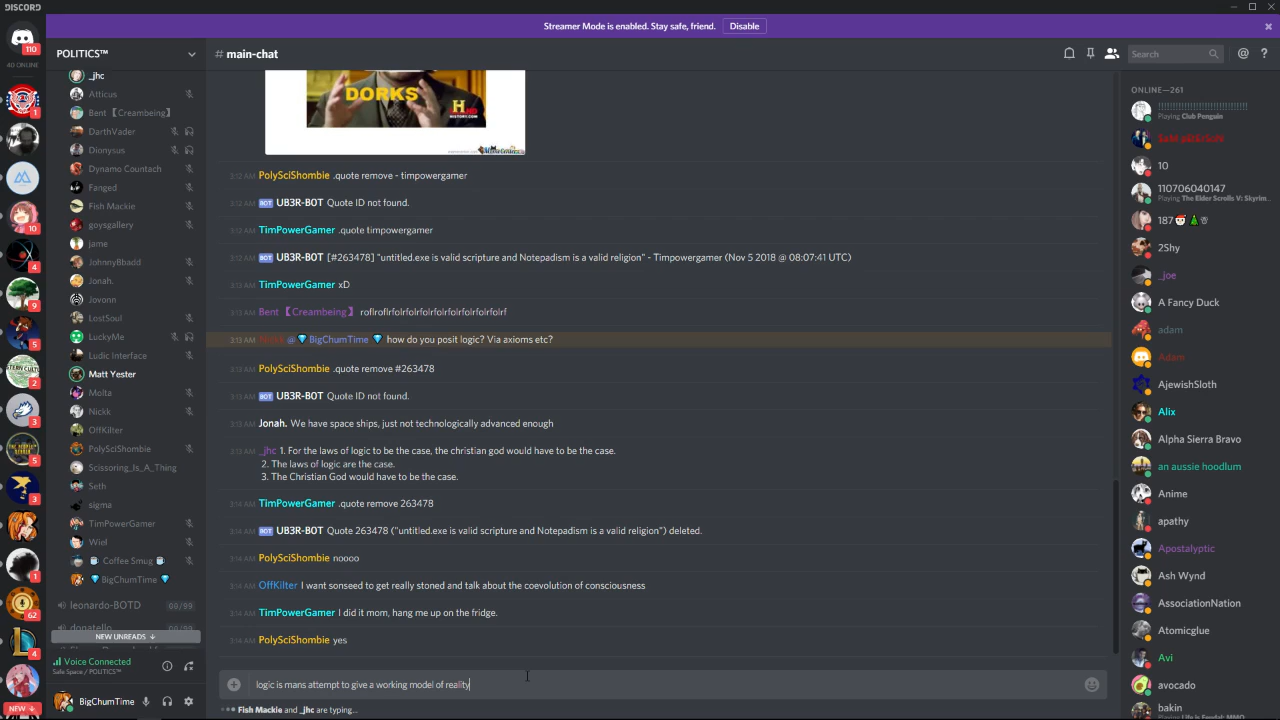 DISCORD
Streamer Mode is enabled. Stay safe, friend. Disable
110
40 ONLINE
POLITICS™
# main-chat
Search
_jhc
Atticus
Bent 【Creambeing】
DarthVader
Dionysus
Dynamo Countach
Fanged
Fish Mackie
goysgallery
jame
JohnnyBbadd
Jonah.
Jovonn
LostSoul
LuckyMe
Ludic Interface
Matt Yester
Molta
Nickk
OffKilter
PolySciShombie
Scissoring_Is_A_Thing
Seth
sigma
TimPowerGamer
Wiel
Coffee Smug
BigChumTime
leonardo-BOTD 08/99
donatello
NEW UNREADS ↓
Voice Connected
Safe Space / POLITICS™
BigChumTime
NEW
DORKS
H
HISTORY.COM
3:12 AM PolySciShombie .quote remove - timpowergamer
3:12 AM BOT UB3R-BOT Quote ID not found.
3:12 AM TimPowerGamer .quote timpowergamer
3:12 AM BOT UB3R-BOT [#263478] "untitled.exe is valid scripture and Notepadism is a valid religion" - Timpowergamer (Nov 5 2018 @ 08:07:41 UTC)
3:13 AM TimPowerGamer xD
3:13 AM Bent 【Creambeing】 roflroflrfolrfolrfolrfolrfolrfolrfolrfolrf
3:13 AM Nickk @ BigChumTime how do you posit logic? Via axioms etc?
3:13 AM PolySciShombie .quote remove #263478
3:13 AM BOT UB3R-BOT Quote ID not found.
3:13 AM Jonah. We have space ships, just not technologically advanced enough
3:13 AM _jhc 1. For the laws of logic to be the case, the christian god would have to be the case.
2. The laws of logic are the case.
3. The Christian God would have to be the case.
3:14 AM TimPowerGamer .quote remove 263478
3:14 AM BOT UB3R-BOT Quote 263478 ("untitled.exe is valid scripture and Notepadism is a valid religion") deleted.
3:14 AM PolySciShombie noooo
3:14 AM OffKilter I want sonseed to get really stoned and talk about the coevolution of consciousness
3:14 AM TimPowerGamer I did it mom, hang me up on the fridge.
3:14 AM PolySciShombie yes
logic is mans attempt to give a working model of reality
Fish Mackie and _jhc are typing...
ONLINE—261
Playing Club Penguin
10
110706040147
Playing The Elder Scrolls V: Skyrim...
187
2Shy
_joe
A Fancy Duck
adam
Adam
AjewishSloth
Alix
Alpha Sierra Bravo
an aussie hoodlum
Anime
apathy
Apostalyptic
Ash Wynd
AssociationNation
Atomicglue
Avi
avocado
bakin
Playing Life is Feudal: MMO